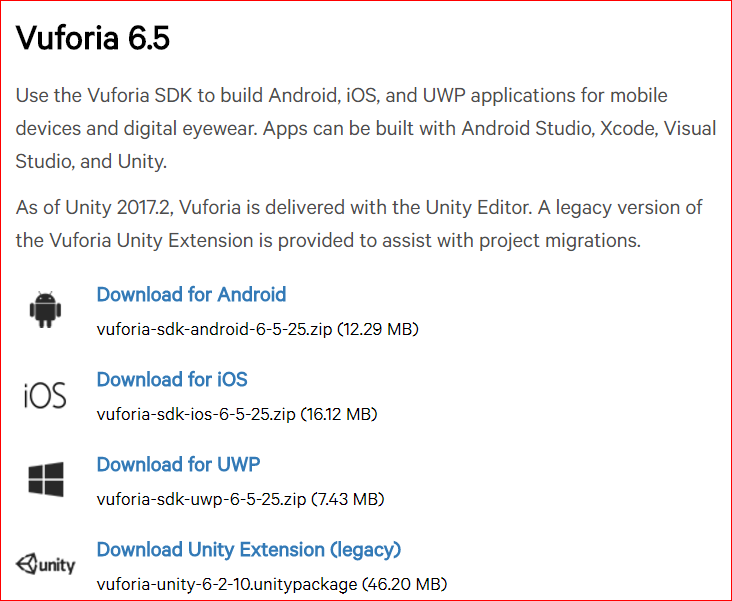 Vuforia 6.5
Use the Vuforia SDK to build Android, iOS, and UWP applications for mobile
devices and digital eyewear. Apps can be built with Android Studio, Xcode, Visual
Studio, and Unity.
As of Unity 2017.2, Vuforia is delivered with the Unity Editor. A legacy version of
the Vuforia Unity Extension is provided to assist with project migrations.
Download for Android
vuforia-sdk-android-6-5-25.zip (12.29 MB)
iOS
Download for iOS
vuforia-sdk-ios-6-5-25.zip (16.12 MB)
Download for UWP
vuforia-sdk-uwp-6-5-25.zip (7.43 MB)
unity
Download Unity Extension (legacy)
vuforia-unity-6-2-10.unitypackage (46.20 MB)